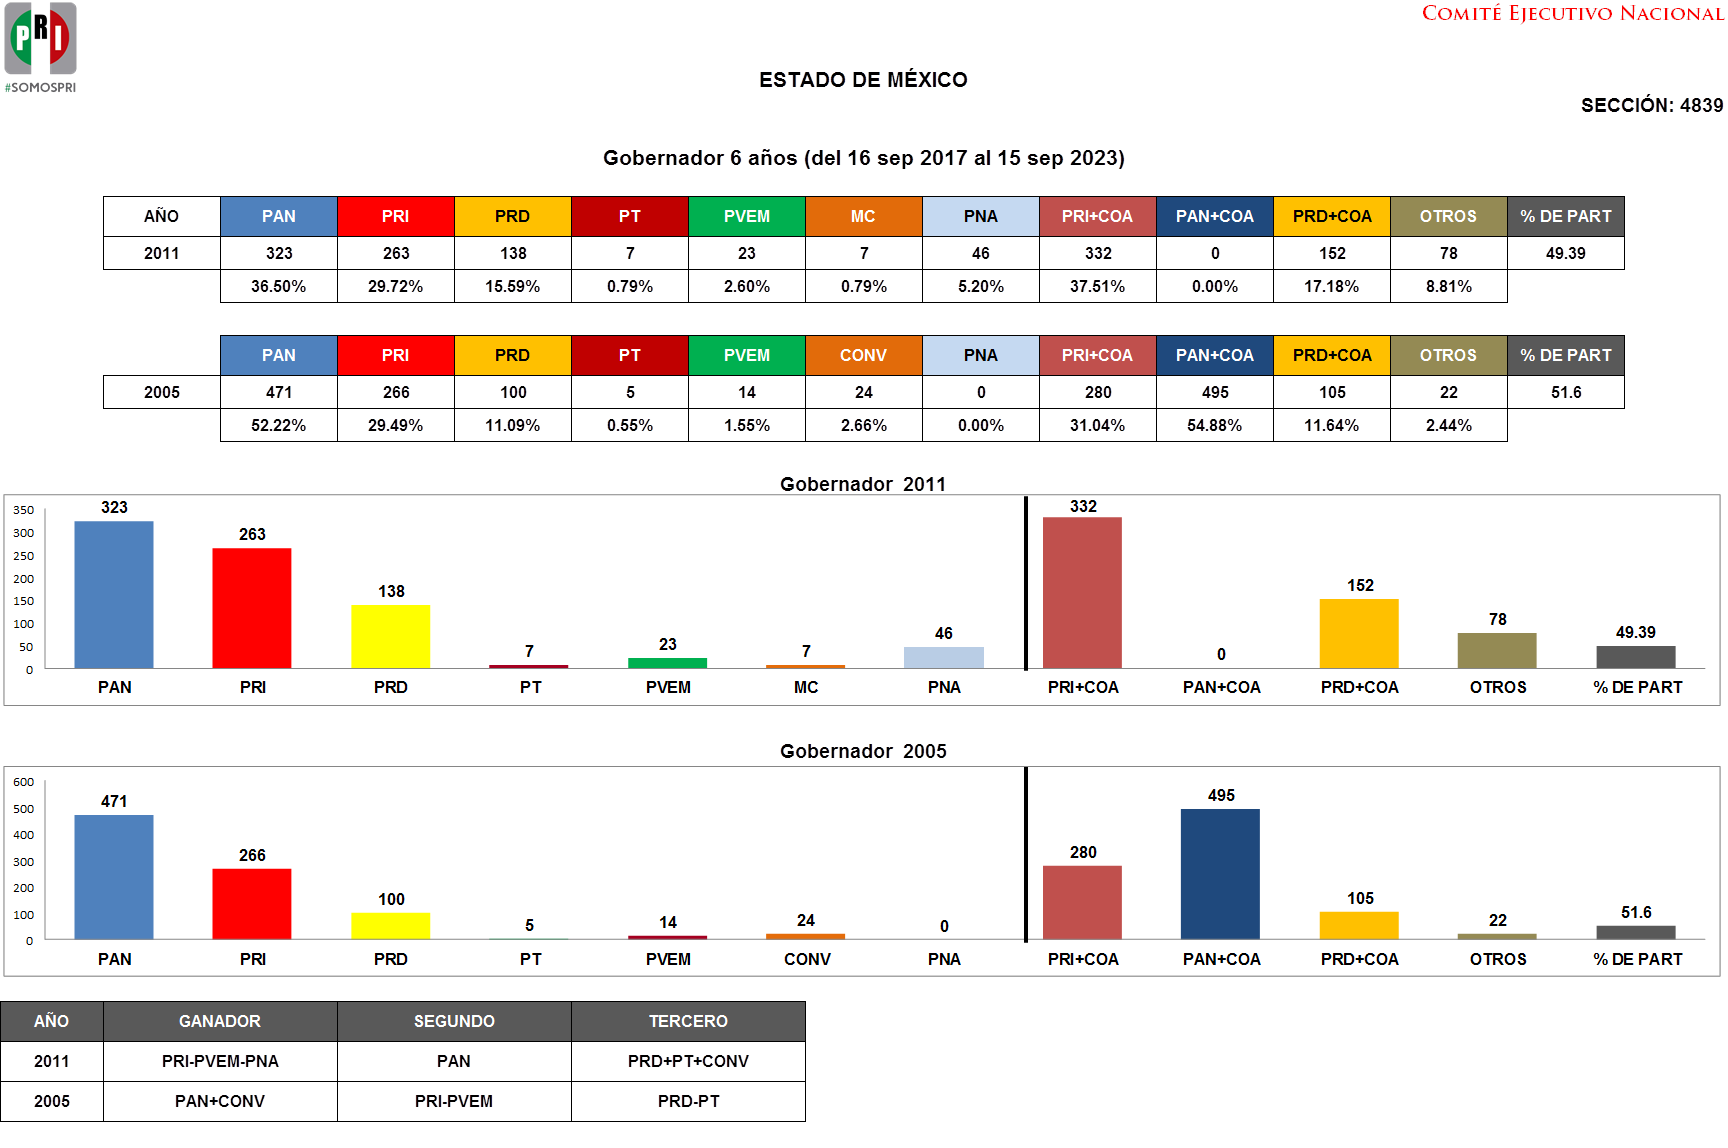 PRI
#SOMOSPRI
COMITÉ EJECUTIVO NACIONAL
ESTADO DE MÉXICO
SECCIÓN: 4839
Gobernador 6 años (del 16 sep 2017 al 15 sep 2023)
AÑO PAN PRI PRD PT PVEM MC PNA PRI+COA PAN+COA PRD+COA OTROS % DE PART
2011 323 263 138 7 23 7 46 332 0 152 78 49.39
36.50% 29.72% 15.59% 0.79% 2.60% 0.79% 5.20% 37.51% 0.00% 17.18% 8.81%
PAN PRI PRD PT PVEM CONV PNA PRI+COA PAN+COA PRD+COA OTROS % DE PART
2005 471 266 100 5 14 24 0 280 495 105 22 51.6
52.22% 29.49% 11.09% 0.55% 1.55% 2.66% 0.00% 31.04% 54.88% 11.64% 2.44%
Gobernador 2011
350
300
250
200
150
100
50
0
323 263 138 7 23 7 46 332 0 152 78 49.39
PAN PRI PRD PT PVEM MC PNA PRI+COA PAN+COA PRD+COA OTROS % DE PART
Gobernador 2005
600
500
400
300
200
100
0
471 266 100 5 14 24 0 280 495 105 22 51.6
PAN PRI PRD PT PVEM CONV PNA PRI+COA PAN+COA PRD+COA OTROS % DE PART
AÑO GANADOR SEGUNDO TERCERO
2011 PRI-PVEM-PNA PAN PRD+PT+CONV
2005 PAN+CONV PRI-PVEM PRD-PT